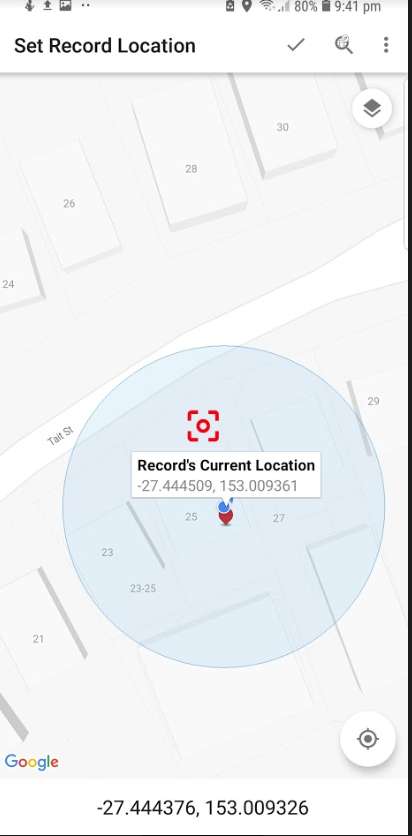 80% 9:41 pm
Set Record Location
30
28
26
24
Tait St
29
Record's Current Location
-27.444509, 153.009361
25
27
23
23-25
21
Google
-27.444376, 153.009326